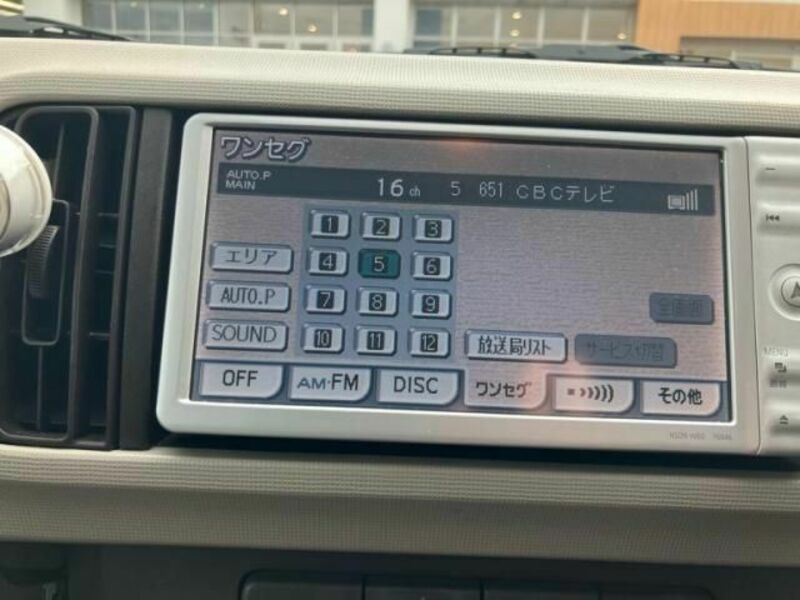 ワンセグ
AUTO.P
MAIN
16 ch 5 651 CBCテレビ
1 2 3
エリア 4 5 6
AUTO.P 7 8 9
SOUND 10 11 12 放送局リスト サービス切替
全画面
OFF AM・FM DISC ワンセグ その他
MENU